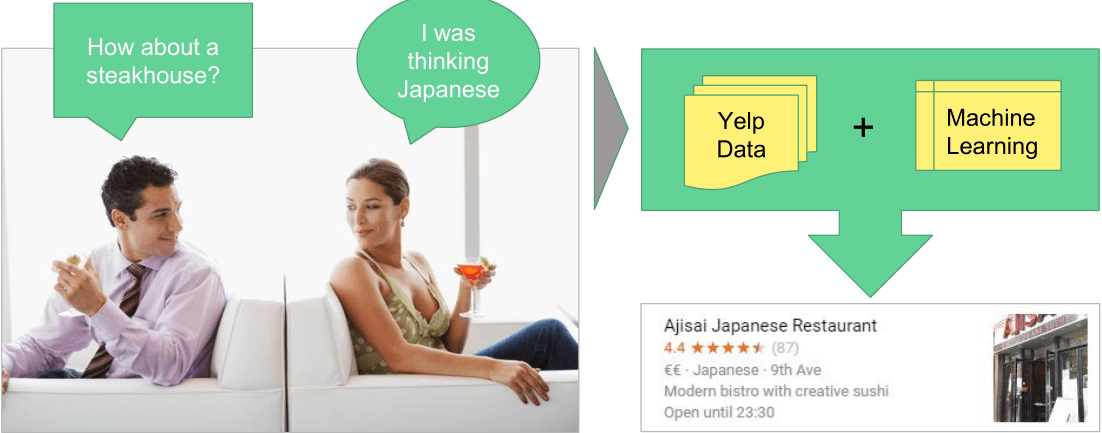 How about a
steakhouse?
I was
thinking
Japanese
Yelp
Data
+
Machine
Learning
Ajisai Japanese Restaurant
4.4 ★★★★★ (87)
€€ · Japanese · 9th Ave
Modern bistro with creative sushi
Open until 23:30